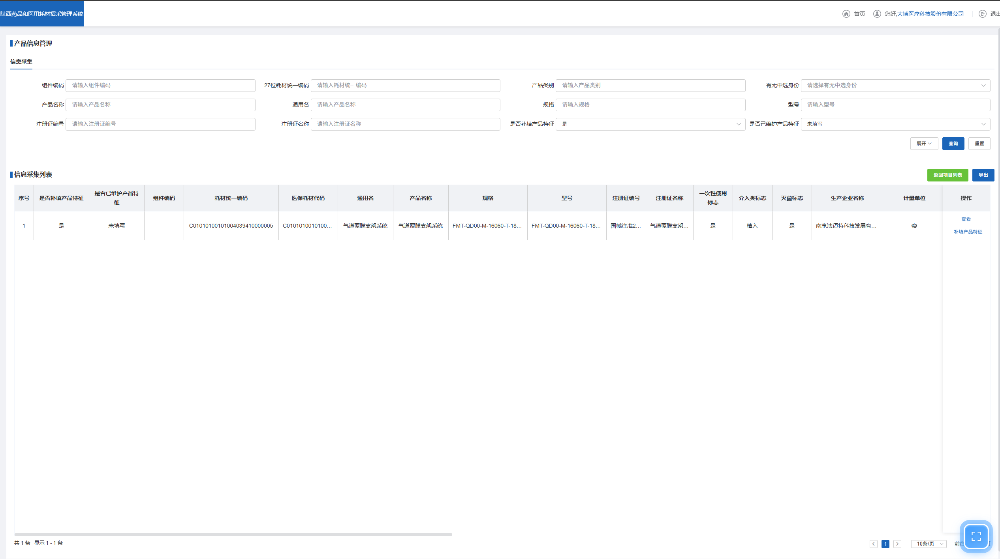 陕西药品和医用耗材招采管理系统
首页
您好,大博医疗科技股份有限公司
退出
产品信息管理
信息采集
组件编码 请输入组件编码
27位耗材统一编码 请输入耗材统一编码
产品类别 请输入产品类别
有无中选身份 请选择有无中选身份
产品名称 请输入产品名称
通用名 请输入产品名称
规格 请输入规格
型号 请输入型号
注册证编号 请输入注册证编号
注册证名称 请输入注册证名称
是否补填产品特征 是
是否已维护产品特征 未填写
展开 查询 重置
信息采集列表
返回项目列表 导出
序号 是否补填产品特征 是否已维护产品特征 组件编码 耗材统一编码 医保耗材代码 通用名 产品名称 规格 型号 注册证编号 注册证名称 一次性使用标志 介入类标志 灭菌标志 生产企业名称 计量单位 操作
1 是 未填写 C01010100101004039410000005 C0101010010100... 气道覆膜支架系统 气道覆膜支架系统 FMT-QD00-M-16060-T-18... FMT-QD00-M-16060-T-18... 国械注准2... 气道覆膜支架... 是 植入 是 南京法迈特科技发展有... 套 查看
补填产品特征
共 1 条 显示 1 - 1 条
1
10条/页
前往
页